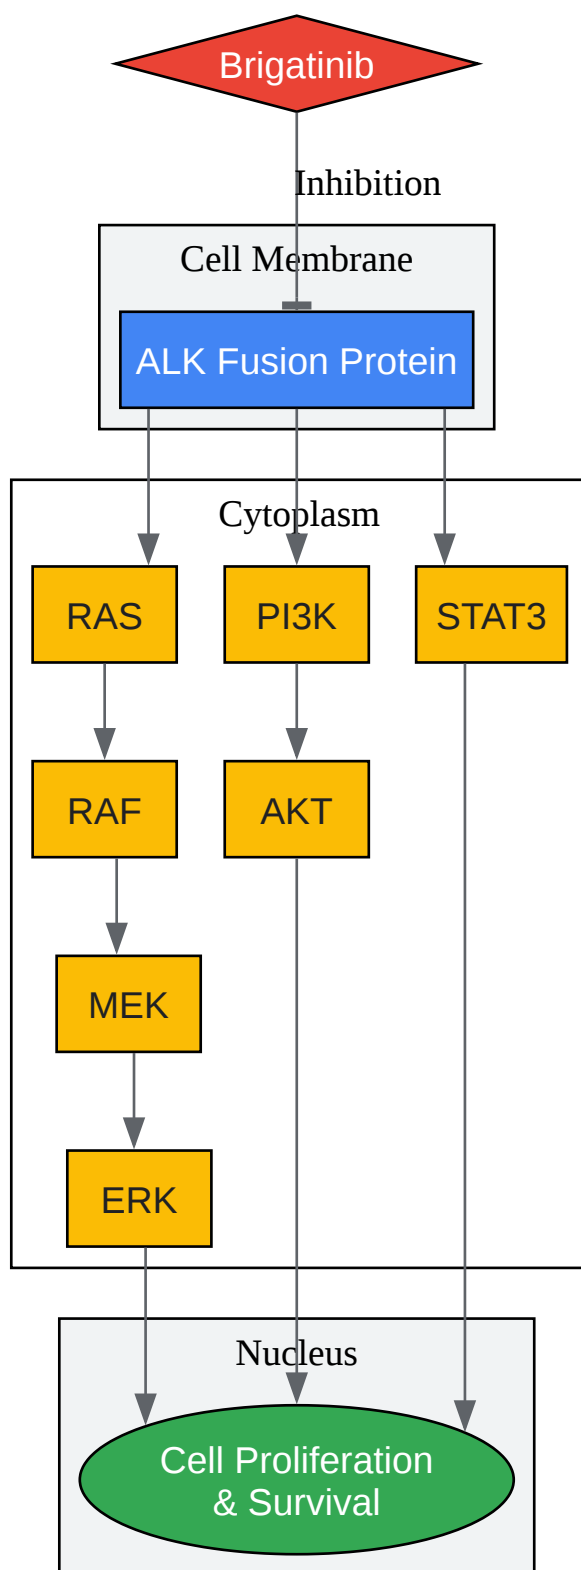 Brigatinib
Inhibition
Cell Membrane
ALK Fusion Protein
Cytoplasm
RAS
PI3K
STAT3
RAF
AKT
MEK
ERK
Nucleus
Cell Proliferation
& Survival